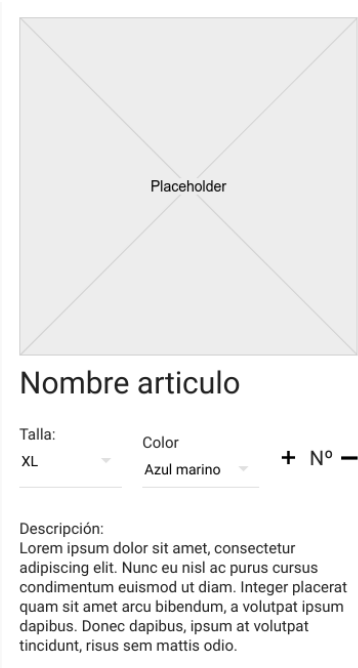 Placeholder
Nombre articulo
Talla:
XL
Color
Azul marino
+ Nº −
Descripción:
Lorem ipsum dolor sit amet, consectetur
adipiscing elit. Nunc eu nisl ac purus cursus
condimentum euismod ut diam. Integer placerat
quam sit amet arcu bibendum, a volutpat ipsum
dapibus. Donec dapibus, ipsum at volutpat
tincidunt, risus sem mattis odio.